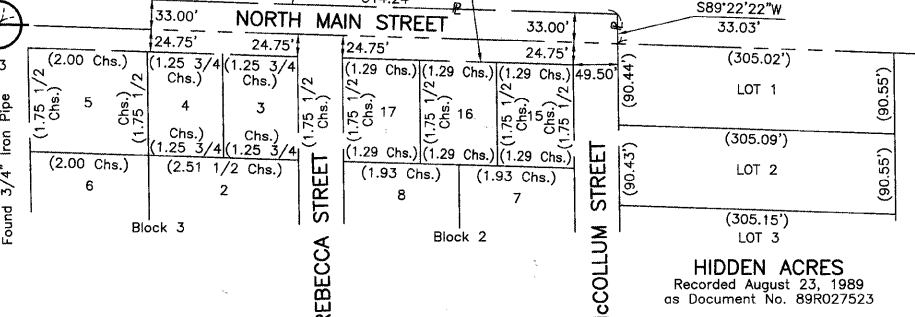 33.00'
NORTH MAIN STREET
33.00'
S89°22'22"W
33.03'
24.75'
24.75'
24.75'
24.75'
49.50'
Found 3/4" Iron Pipe
(2.00 Chs.)
(1.25 3/4 Chs.)
(1.25 3/4 Chs.)
(1.29 Chs.)
(1.29 Chs.)
(1.29 Chs.)
(1.75 1/2 Chs.)
5
(1.75 1/2 Chs.)
4
3
(1.75 1/2 Chs.)
(1.75 1/2 Chs.)
17
(1.75 1/2 Chs.)
16
(1.75 1/2 Chs.)
15
(1.75 1/2 Chs.)
(1.25 3/4 Chs.)
(1.25 3/4 Chs.)
(1.29 Chs.)
(1.29 Chs.)
(1.29 Chs.)
(2.00 Chs.)
6
(2.51 1/2 Chs.)
2
(1.93 Chs.)
8
(1.93 Chs.)
7
Block 3
REBECCA STREET
Block 2
McCOLLUM STREET
(305.02')
(90.44')
LOT 1
(90.55')
(305.09')
(90.43')
LOT 2
(90.55')
(305.15')
LOT 3
HIDDEN ACRES
Recorded August 23, 1989
as Document No. 89R027523